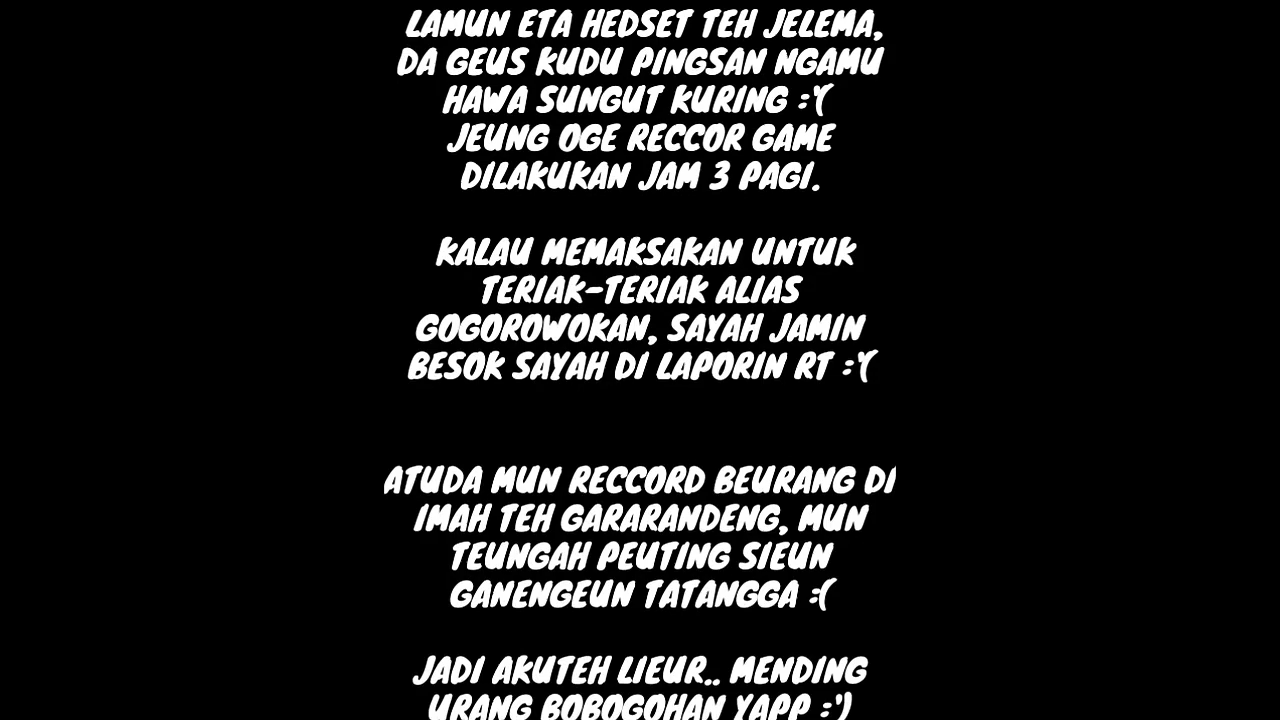 LAMUN ETA HEDSET TEH JELEMA,
DA GEUS KUDU PINGSAN NGAMU
HAWA SUNGUT KURING :'(
JEUNG OGE RECCOR GAME
DILAKUKAN JAM 3 PAGI.
KALAU MEMAKSAKAN UNTUK
TERIAK-TERIAK ALIAS
GOGOROWOKAN, SAYAH JAMIN
BESOK SAYAH DI LAPORIN RT :'(
ATUDA MUN RECCORD BEURANG DI
IMAH TEH GARARANDENG, MUN
TEUNGAH PEUTING SIEUN
GANENGEUN TATANGGA :(
JADI AKUTEH LIEUR.. MENDING
URANG BOBOGOHAN YAPP :')